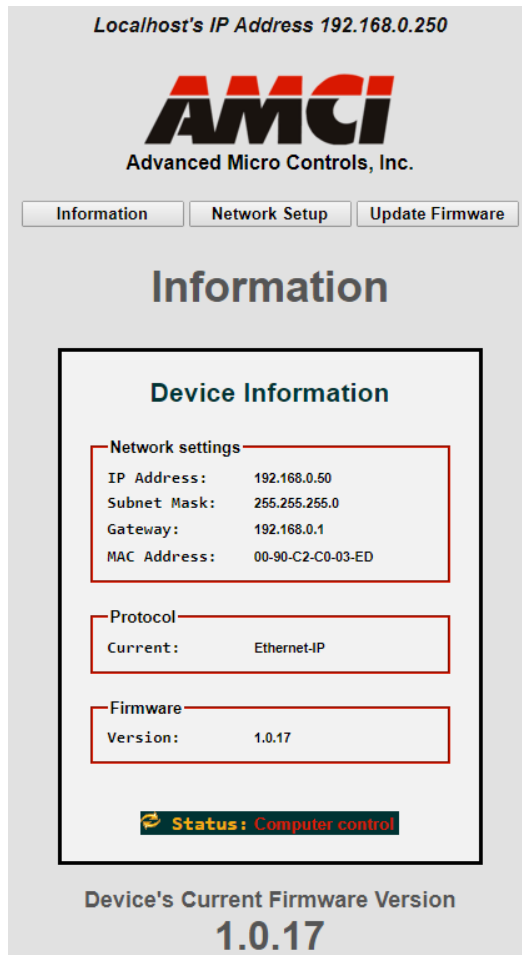 Localhost's IP Address 192.168.0.250
AMCI
Advanced Micro Controls, Inc.
Information Network Setup Update Firmware
Information
Device Information
Network settings
IP Address: 192.168.0.50
Subnet Mask: 255.255.255.0
Gateway: 192.168.0.1
MAC Address: 00-90-C2-C0-03-ED
Protocol
Current: Ethernet-IP
Firmware
Version: 1.0.17
Status: Computer control
Device's Current Firmware Version
1.0.17